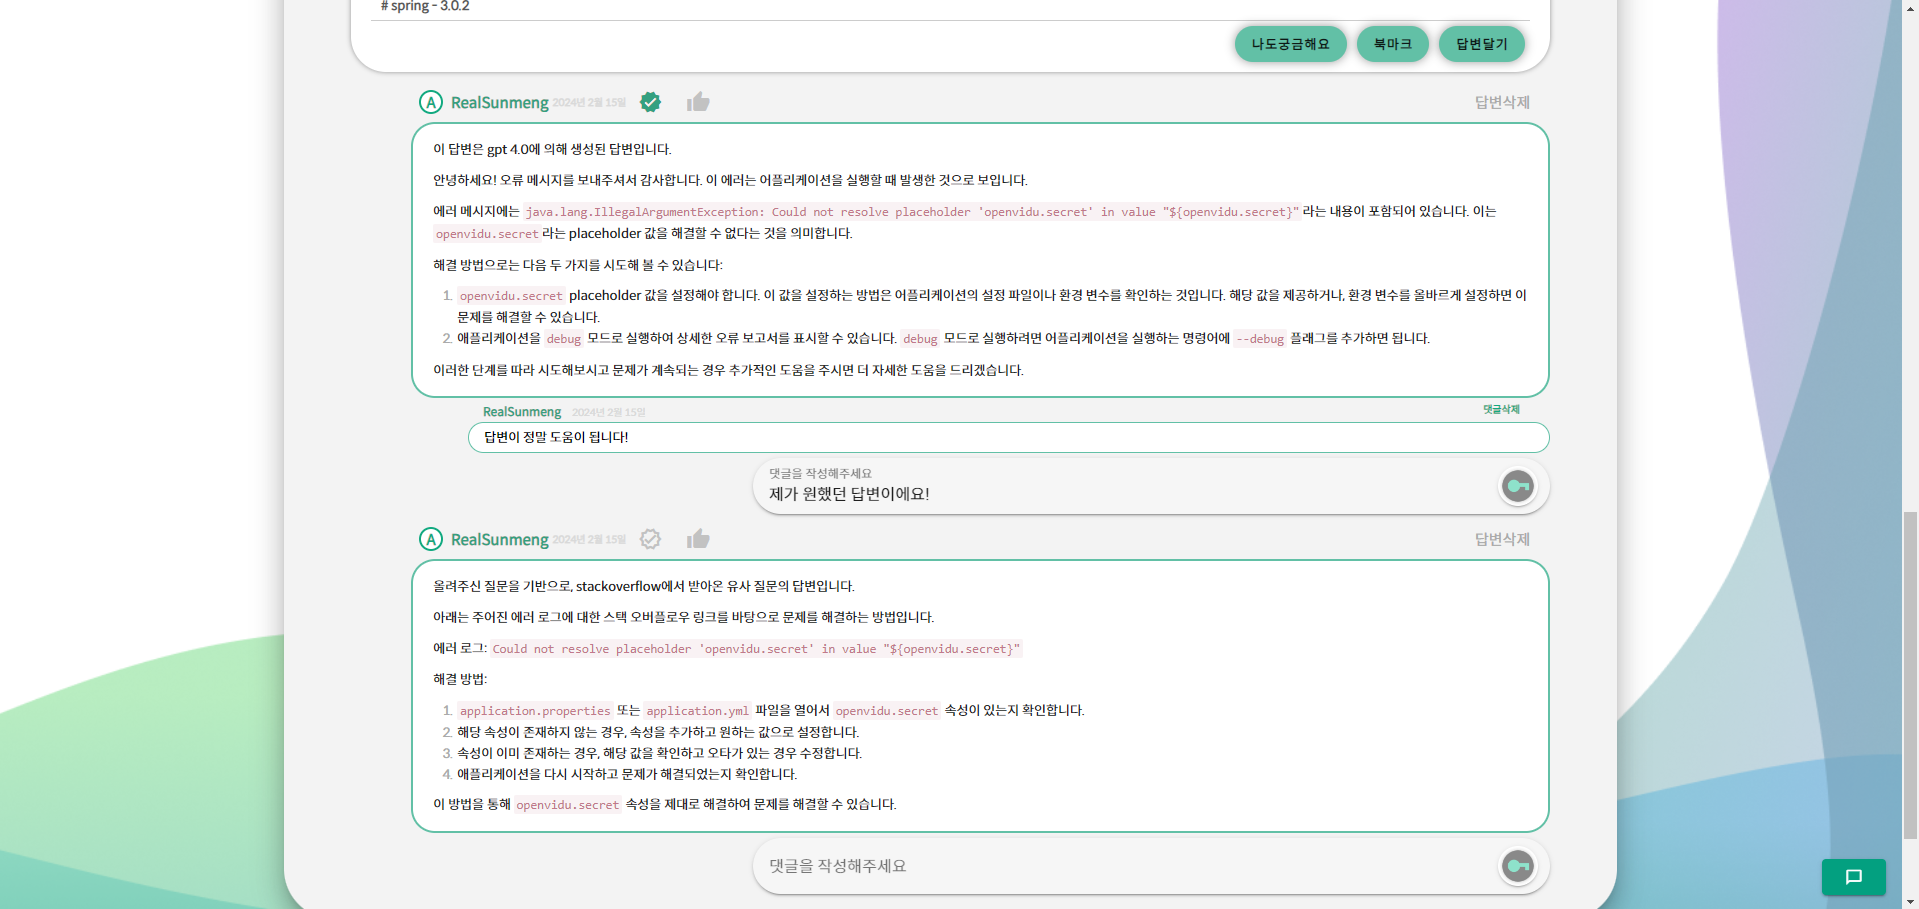 # spring - 3.0.2
나도궁금해요 북마크 답변달기
A RealSunmeng 2024년 2월 15일 답변삭제
이 답변은 gpt 4.0에 의해 생성된 답변입니다.
안녕하세요! 오류 메시지를 보내주셔서 감사합니다. 이 에러는 어플리케이션을 실행할 때 발생한 것으로 보입니다.
에러 메시지에는 java.lang.IllegalArgumentException: Could not resolve placeholder 'openvidu.secret' in value "${openvidu.secret}" 라는 내용이 포함되어 있습니다. 이는
openvidu.secret라는 placeholder 값을 해결할 수 없다는 것을 의미합니다.
해결 방법으로는 다음 두 가지를 시도해 볼 수 있습니다:
1. openvidu.secret placeholder 값을 설정해야 합니다. 이 값을 설정하는 방법은 어플리케이션의 설정 파일이나 환경 변수를 확인하는 것입니다. 해당 값을 제공하거나, 환경 변수를 올바르게 설정하면 이
문제를 해결할 수 있습니다.
2. 애플리케이션을 debug 모드로 실행하여 상세한 오류 보고서를 표시할 수 있습니다. debug 모드로 실행하려면 어플리케이션을 실행하는 명령어에 --debug 플래그를 추가하면 됩니다.
이러한 단계를 따라 시도해보시고 문제가 계속되는 경우 추가적인 도움을 주시면 더 자세한 도움을 드리겠습니다.
RealSunmeng 2024년 2월 15일 댓글삭제
답변이 정말 도움이 됩니다!
댓글을 작성해주세요
제가 원했던 답변이에요!
A RealSunmeng 2024년 2월 15일 답변삭제
올려주신 질문을 기반으로, stackoverflow에서 받아온 유사 질문의 답변입니다.
아래는 주어진 에러 로그에 대한 스택 오버플로우 링크를 바탕으로 문제를 해결하는 방법입니다.
에러 로그: Could not resolve placeholder 'openvidu.secret' in value "${openvidu.secret}"
해결 방법:
1. application.properties 또는 application.yml 파일을 열어서 openvidu.secret 속성이 있는지 확인합니다.
2. 해당 속성이 존재하지 않는 경우, 속성을 추가하고 원하는 값으로 설정합니다.
3. 속성이 이미 존재하는 경우, 해당 값을 확인하고 오타가 있는 경우 수정합니다.
4. 애플리케이션을 다시 시작하고 문제가 해결되었는지 확인합니다.
이 방법을 통해 openvidu.secret 속성을 제대로 해결하여 문제를 해결할 수 있습니다.
댓글을 작성해주세요